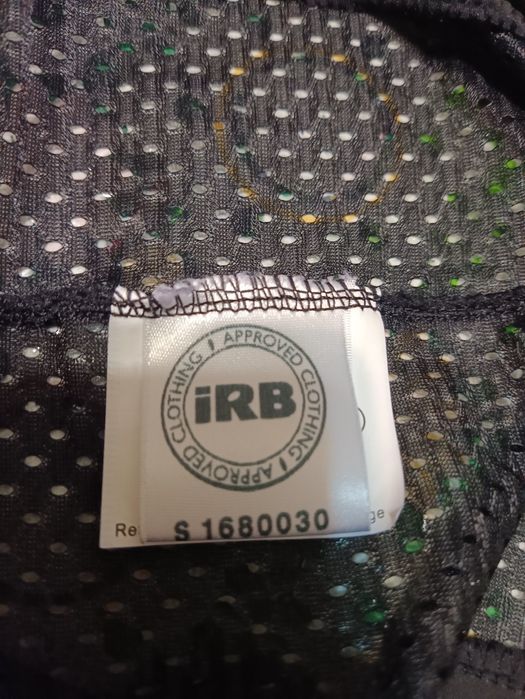 APPROVED CLOTHING
iRB
APPROVED CLOTHING
S 1680030